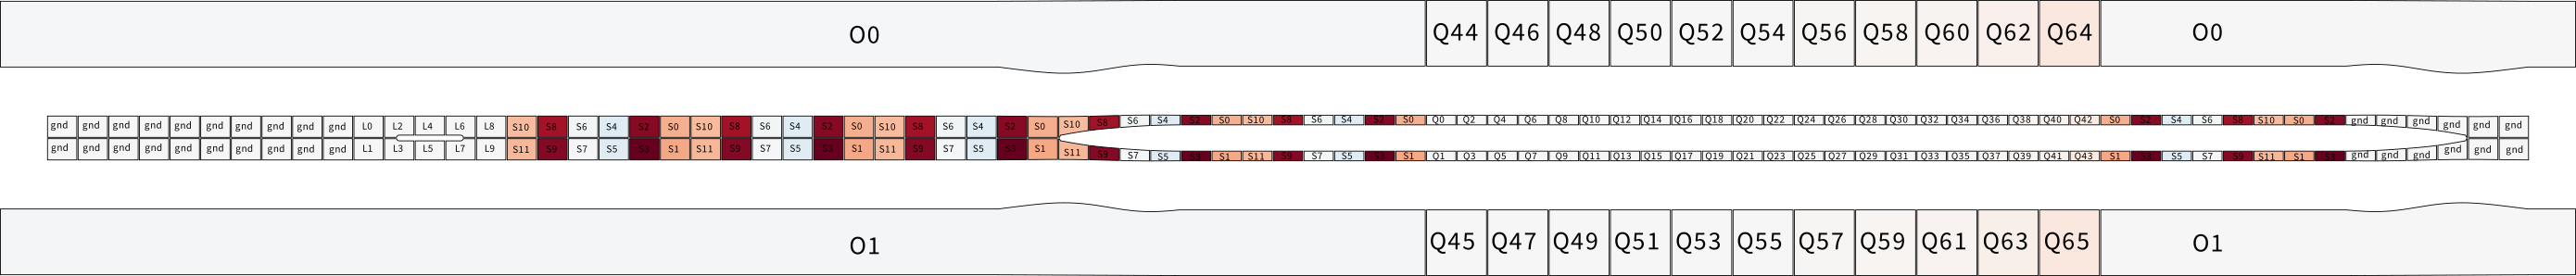 O0 Q44 Q46 Q48 Q50 Q52 Q54 Q56 Q58 Q60 Q62 Q64 O0
gnd gnd gnd gnd gnd gnd gnd gnd gnd gnd L0 L2 L4 L6 L8 S10 S8 S6 S4 S2 S0 S10 S8 S6 S4 S2 S0 S10 S8 S6 S4 S2 S0 S10 S8 S6 S4 S2 S0 S10 S8 S6 S4 S2 S0 Q0 Q2 Q4 Q6 Q8 Q10 Q12 Q14 Q16 Q18 Q20 Q22 Q24 Q26 Q28 Q30 Q32 Q34 Q36 Q38 Q40 Q42 S0 S2 S4 S6 S8 S10 S0 S2 gnd gnd gnd gnd gnd gnd
gnd gnd gnd gnd gnd gnd gnd gnd gnd gnd L1 L3 L5 L7 L9 S11 S9 S7 S5 S3 S1 S11 S9 S7 S5 S3 S1 S11 S9 S7 S5 S3 S1 S11 S9 S7 S5 S3 S1 S11 S9 S7 S5 S3 S1 Q1 Q3 Q5 Q7 Q9 Q11 Q13 Q15 Q17 Q19 Q21 Q23 Q25 Q27 Q29 Q31 Q33 Q35 Q37 Q39 Q41 Q43 S1 S3 S5 S7 S9 S11 S1 S3 gnd gnd gnd gnd gnd gnd
O1 Q45 Q47 Q49 Q51 Q53 Q55 Q57 Q59 Q61 Q63 Q65 O1